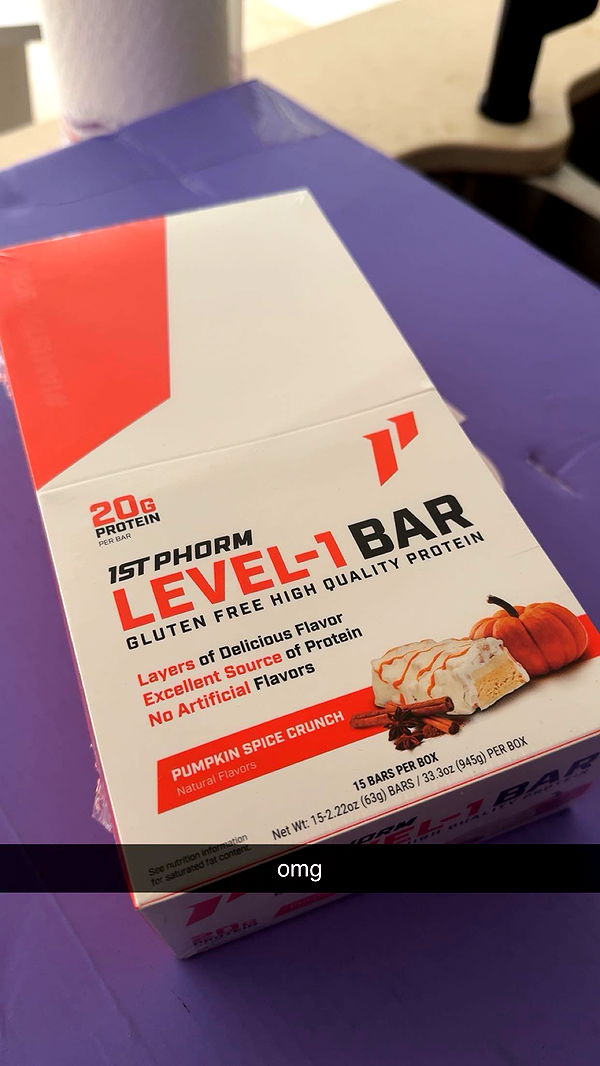 20G
PROTEIN
PER BAR
1ST PHORM
LEVEL-1 BAR
GLUTEN FREE HIGH QUALITY PROTEIN
Layers of Delicious Flavor
Excellent Source of Protein
No Artificial Flavors
PUMPKIN SPICE CRUNCH
Natural Flavors
15 BARS PER BOX
Net Wt: 15-2.22oz (63g) BARS / 33.3oz (945g) PER BOX
See nutrition information
for saturated fat content.
omg